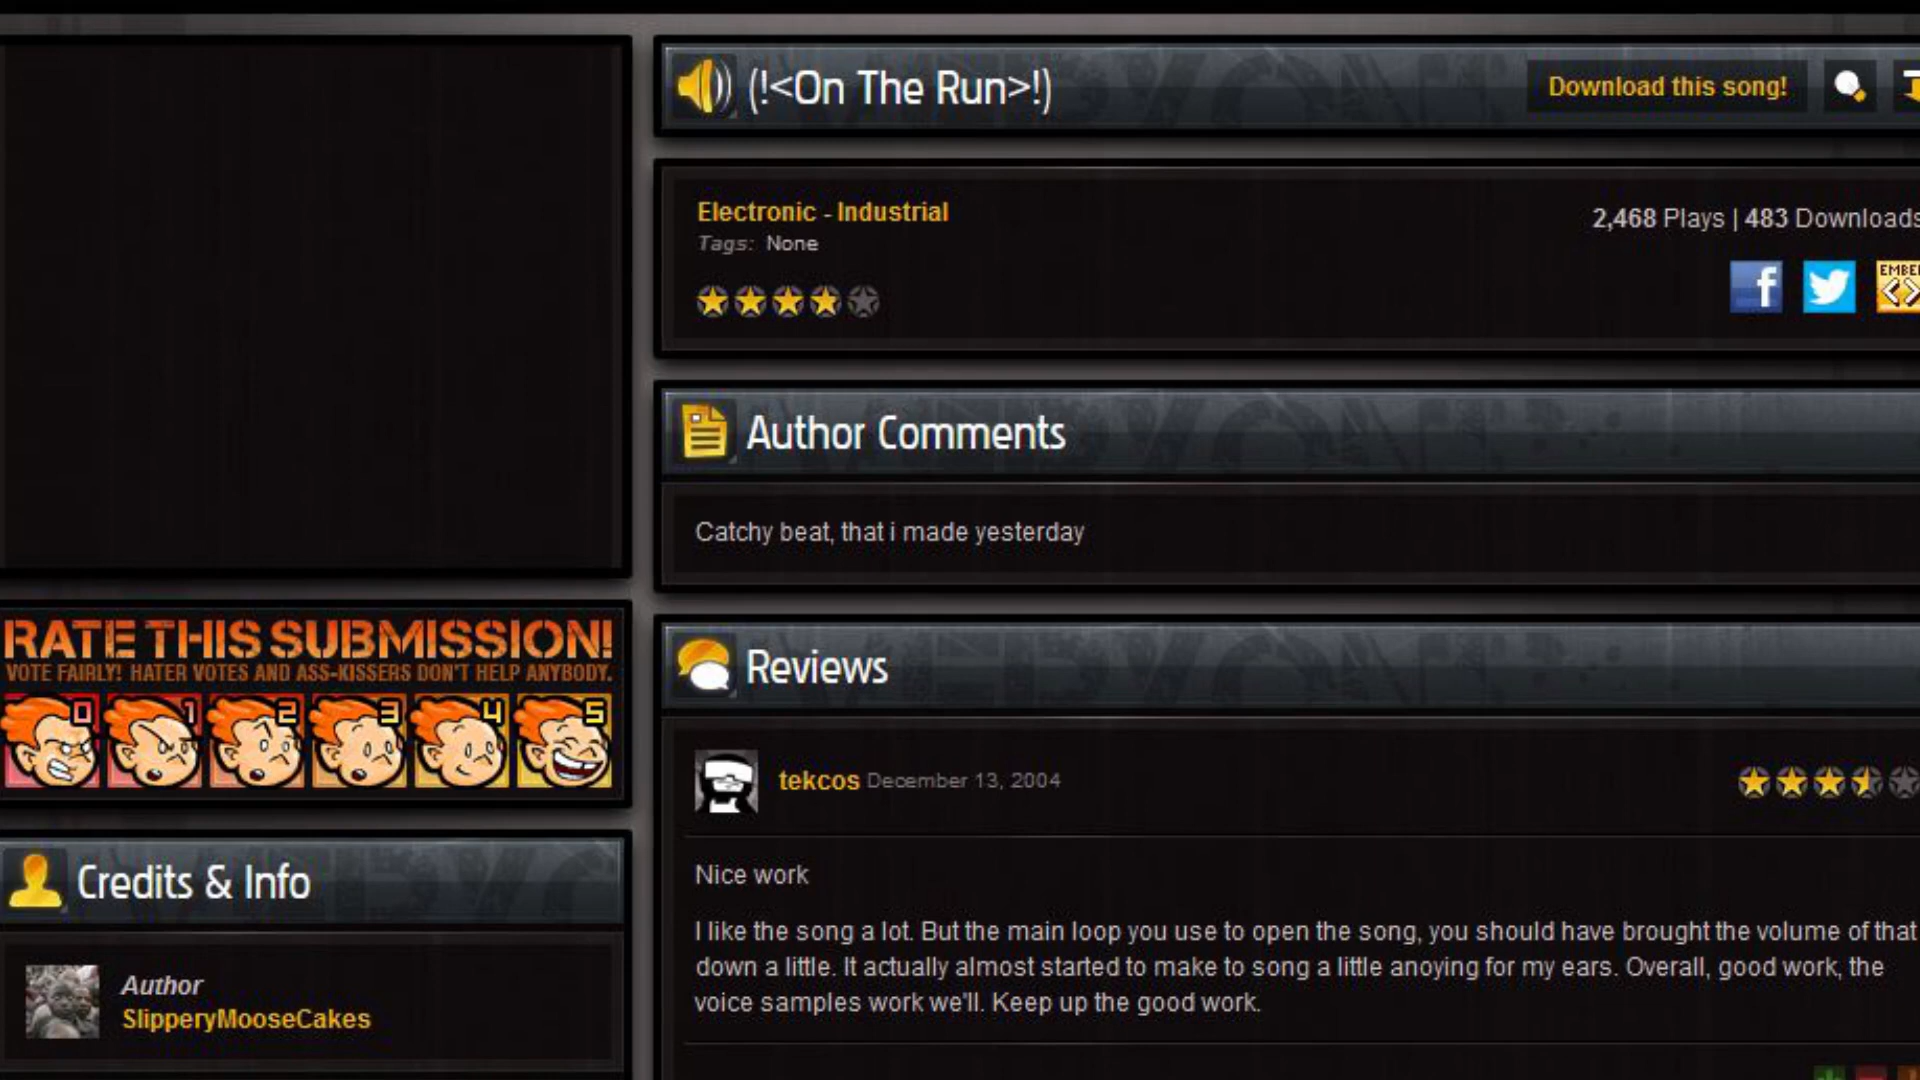 (!<On The Run>!)
Download this song!
Electronic - Industrial
Tags: None
2,468 Plays | 483 Downloads
Author Comments
Catchy beat, that i made yesterday
RATE THIS SUBMISSION!
VOTE FAIRLY! HATER VOTES AND ASS-KISSERS DON'T HELP ANYBODY.
0 1 2 3 4 5
Reviews
tekcos December 13, 2004
Nice work
I like the song a lot. But the main loop you use to open the song, you should have brought the volume of that
down a little. It actually almost started to make to song a little anoying for my ears. Overall, good work, the
voice samples work we'll. Keep up the good work.
Credits & Info
Author
SlipperyMooseCakes